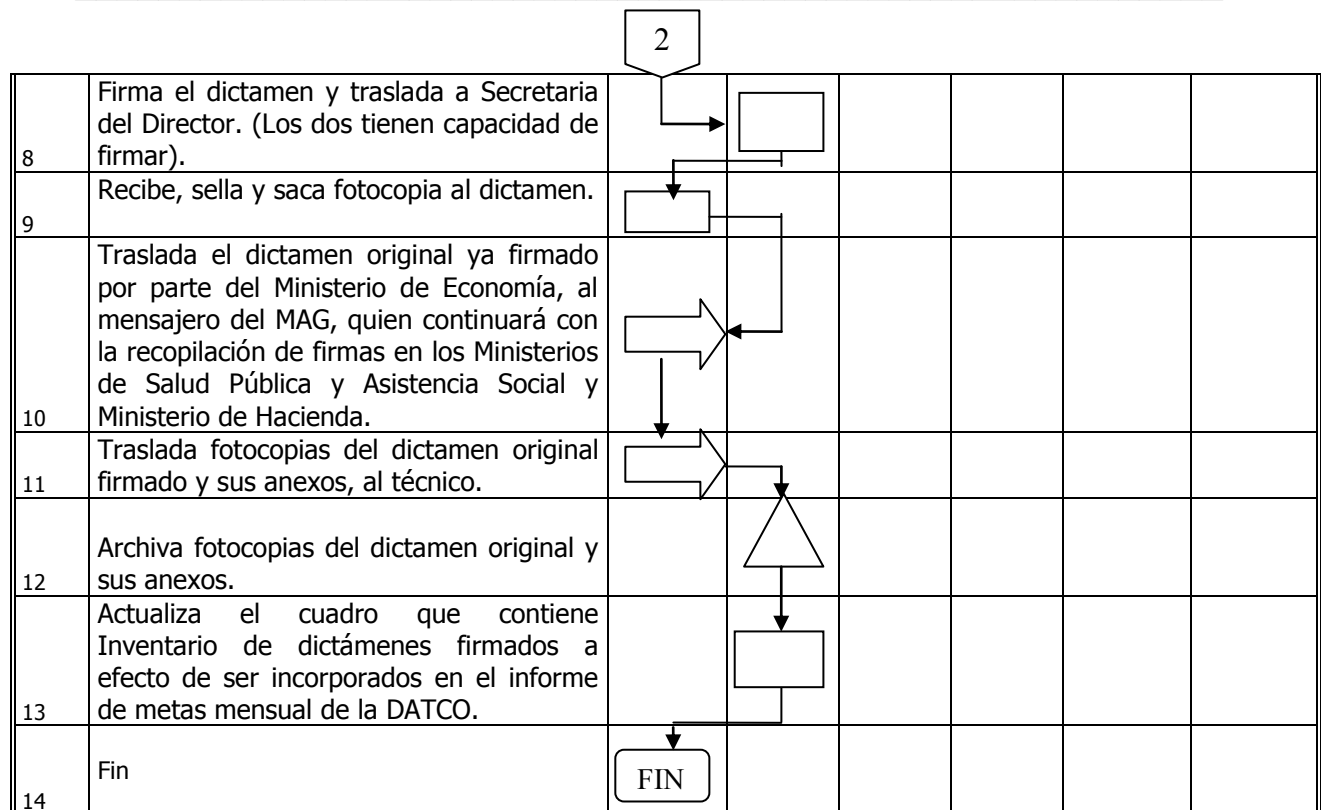 2
Firma el dictamen y traslada a Secretaria
del Director. (Los dos tienen capacidad de
8 firmar).
Recibe, sella y saca fotocopia al dictamen.
9
Traslada el dictamen original ya firmado
por parte del Ministerio de Economía, al
mensajero del MAG, quien continuará con
la recopilación de firmas en los Ministerios
de Salud Pública y Asistencia Social y
10 Ministerio de Hacienda.
Traslada fotocopias del dictamen original
11 firmado y sus anexos, al técnico.
Archiva fotocopias del dictamen original y
12 sus anexos.
Actualiza el cuadro que contiene
Inventario de dictámenes firmados a
efecto de ser incorporados en el informe
13 de metas mensual de la DATCO.
Fin FIN
14